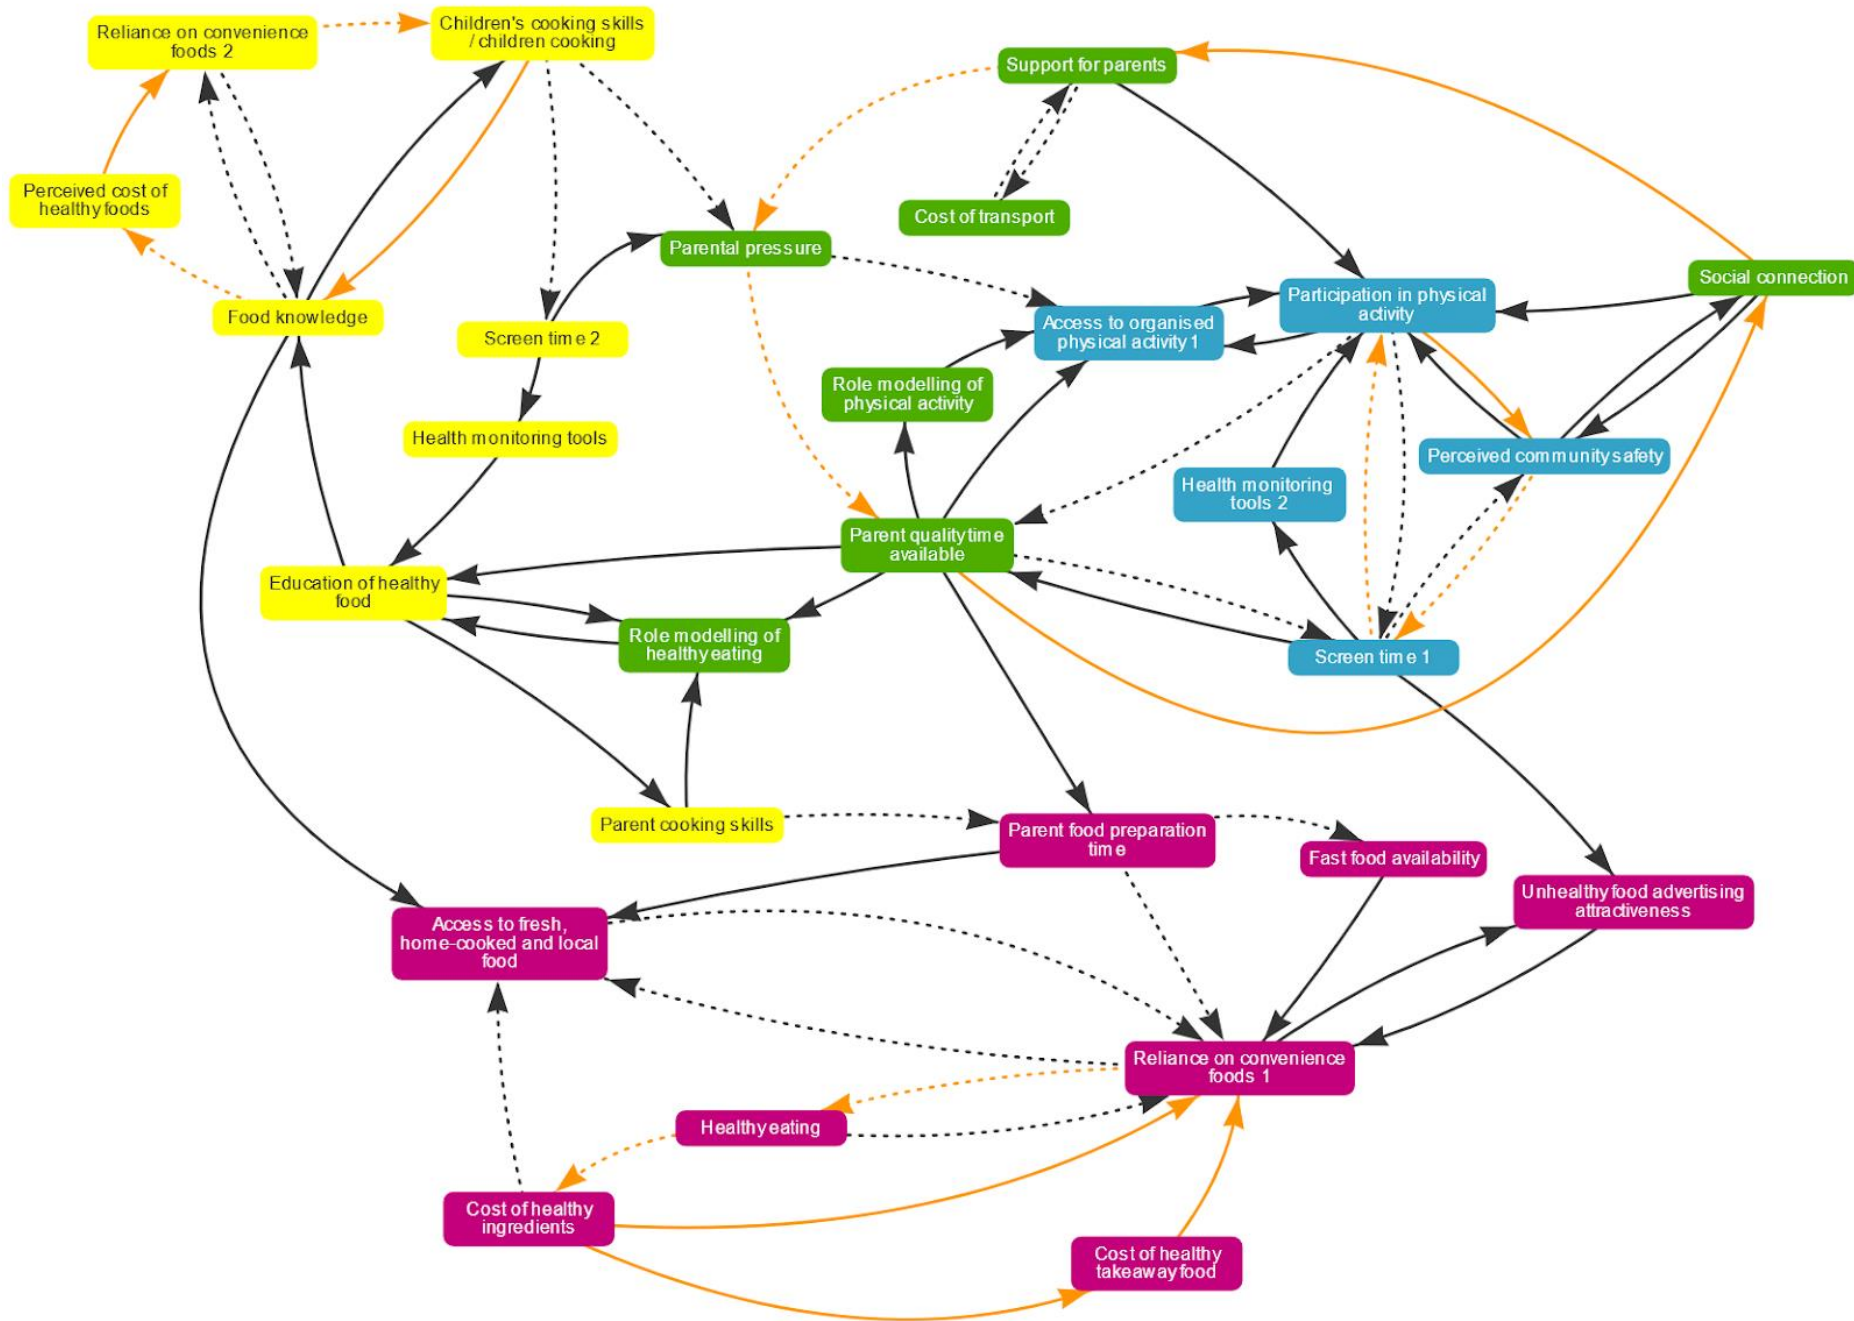 Reliance on convenience
foods 2
Children's cooking skills
/ children cooking
Support for parents
Perceived cost of
healthy foods
Cost of transport
Parental pressure
Social connection
Food knowledge
Screen time 2
Access to organised
physical activity 1
Participation in physical
activity
Role modelling of
physical activity
Health monitoring tools
Perceived community safety
Health monitoring
tools 2
Parent quality time
available
Education of healthy
food
Role modelling of
healthy eating
Screen time 1
Parent cooking skills
Parent food preparation
time
Fast food availability
Unhealthy food advertising
attractiveness
Access to fresh,
home-cooked and local
food
Reliance on convenience
foods 1
Healthy eating
Cost of healthy
ingredients
Cost of healthy
takeaway food